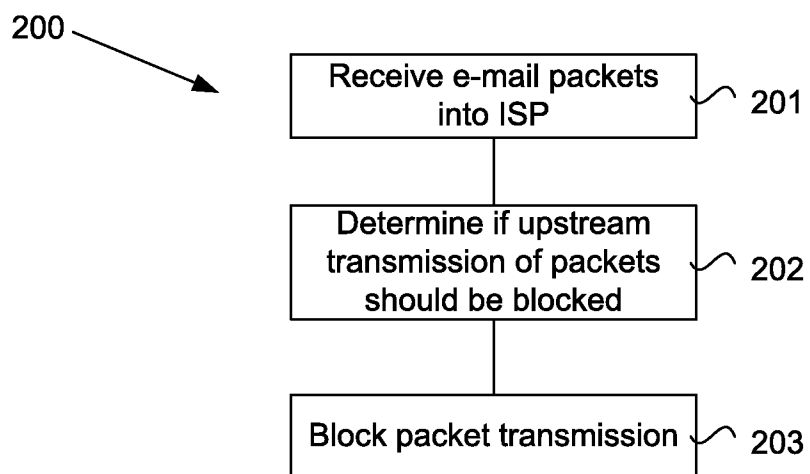 200
Receive e-mail packets
into ISP
201
Determine if upstream
transmission of packets
should be blocked
202
Block packet transmission
203